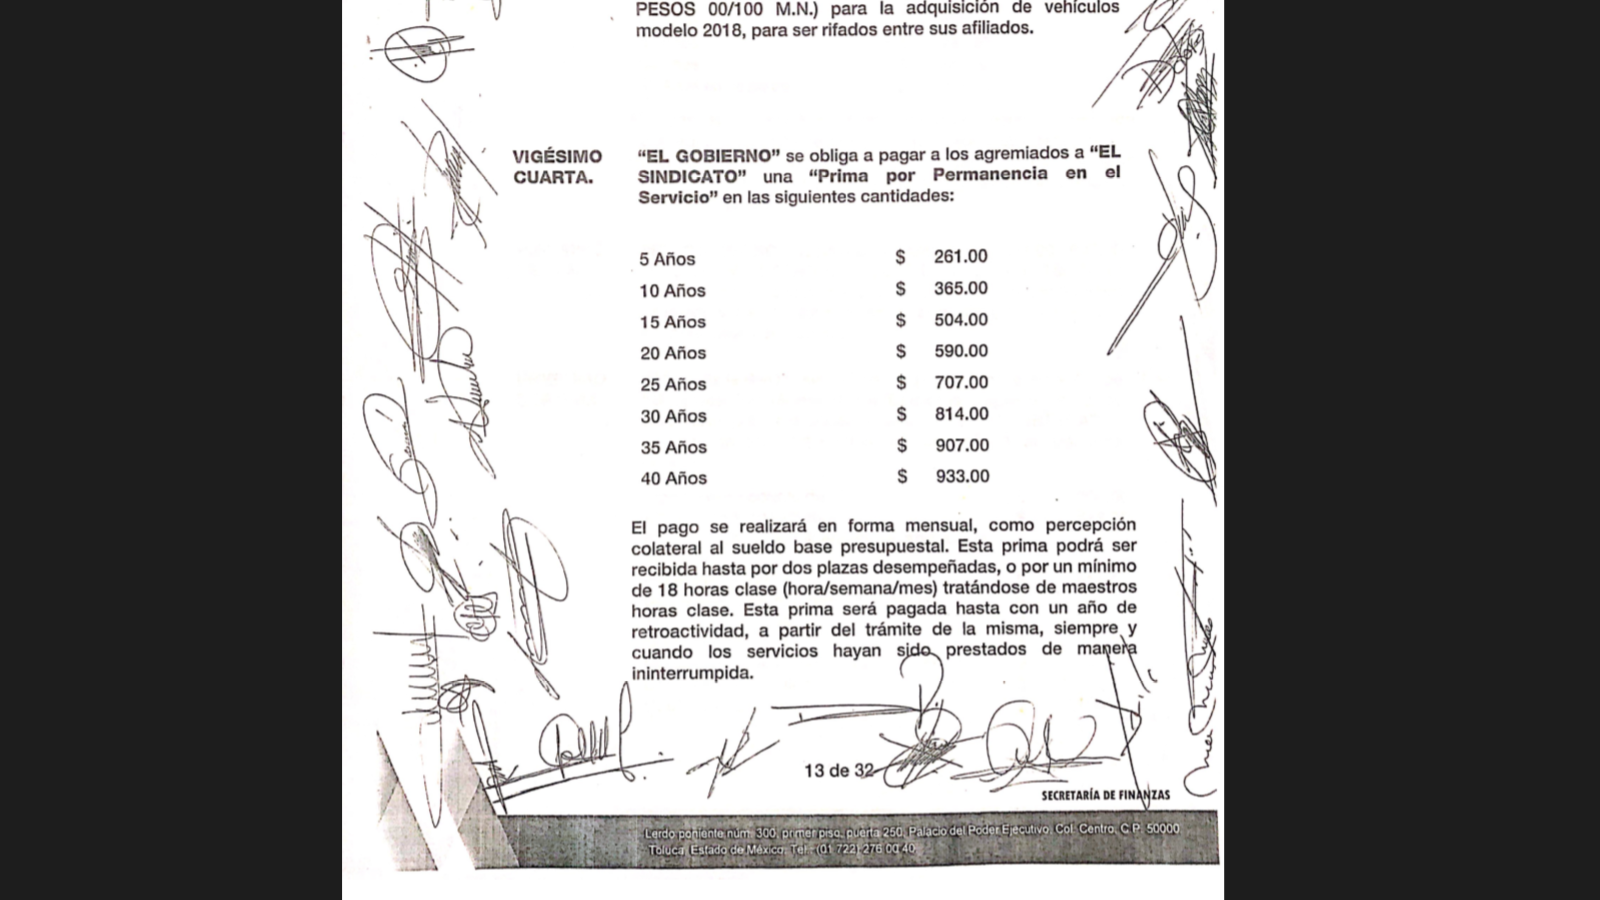 PESOS 00/100 M.N.) para la adquisición de vehículos
modelo 2018, para ser rifados entre sus afiliados.
VIGÉSIMO CUARTA.
“EL GOBIERNO” se obliga a pagar a los agremiados a “EL
SINDICATO” una “Prima por Permanencia en el
Servicio” en las siguientes cantidades:
5 Años $ 261.00
10 Años $ 365.00
15 Años $ 504.00
20 Años $ 590.00
25 Años $ 707.00
30 Años $ 814.00
35 Años $ 907.00
40 Años $ 933.00
El pago se realizará en forma mensual, como percepción
colateral al sueldo base presupuestal. Esta prima podrá ser
recibida hasta por dos plazas desempeñadas, o por un mínimo
de 18 horas clase (hora/semana/mes) tratándose de maestros
horas clase. Esta prima será pagada hasta con un año de
retroactividad, a partir del trámite de la misma, siempre y
cuando los servicios hayan sido prestados de manera
ininterrumpida.
13 de 32
SECRETARÍA DE FINANZAS
Lerdo poniente núm. 300, primer piso, puerta 250, Palacio del Poder Ejecutivo, Col. Centro, C.P. 50000,
Toluca, Estado de México. Tel.: (01 722) 276 00 40